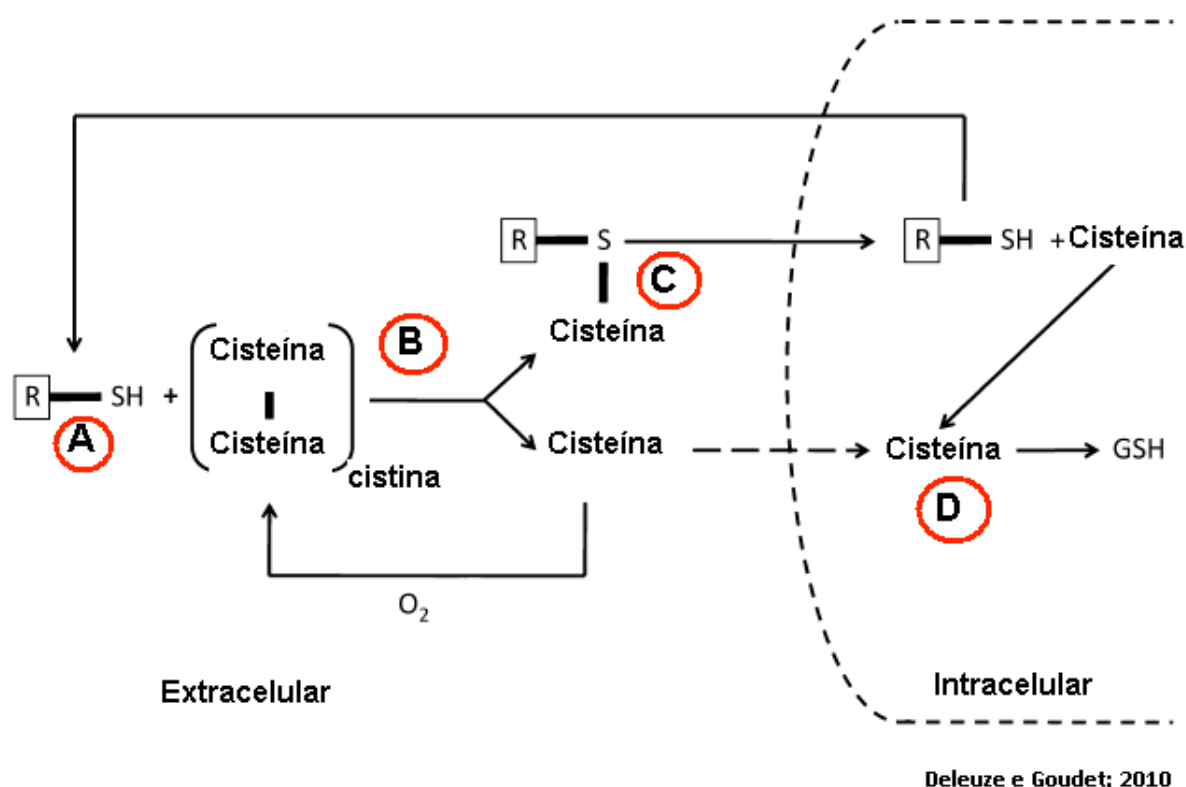 R SH + Cisteína
R S
C
Cisteína
B
Cisteína
Cisteína
cistina
R SH +
A
Cisteína
Cisteína GSH
D
O₂
Extracelular
Intracelular
Deleuze e Goudet; 2010